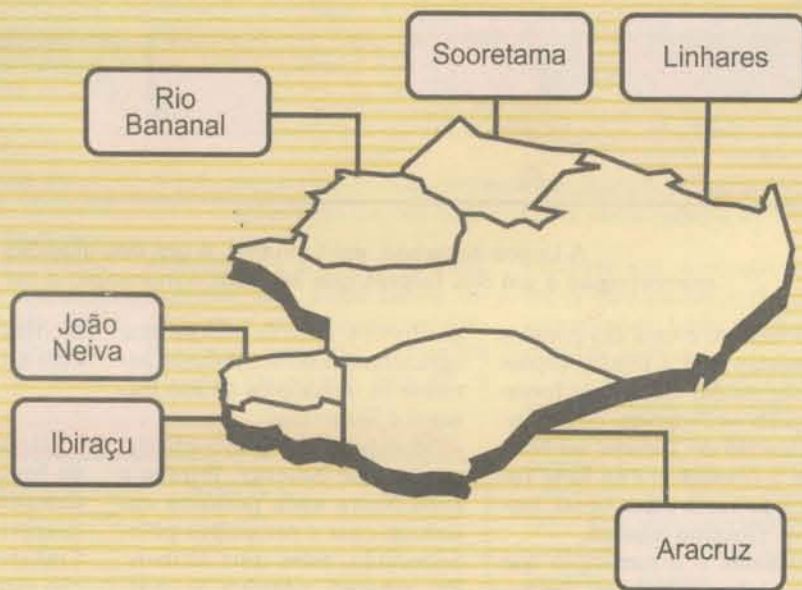 Sooretama
Linhares
Rio
Bananal
João
Neiva
Ibiraçu
Aracruz